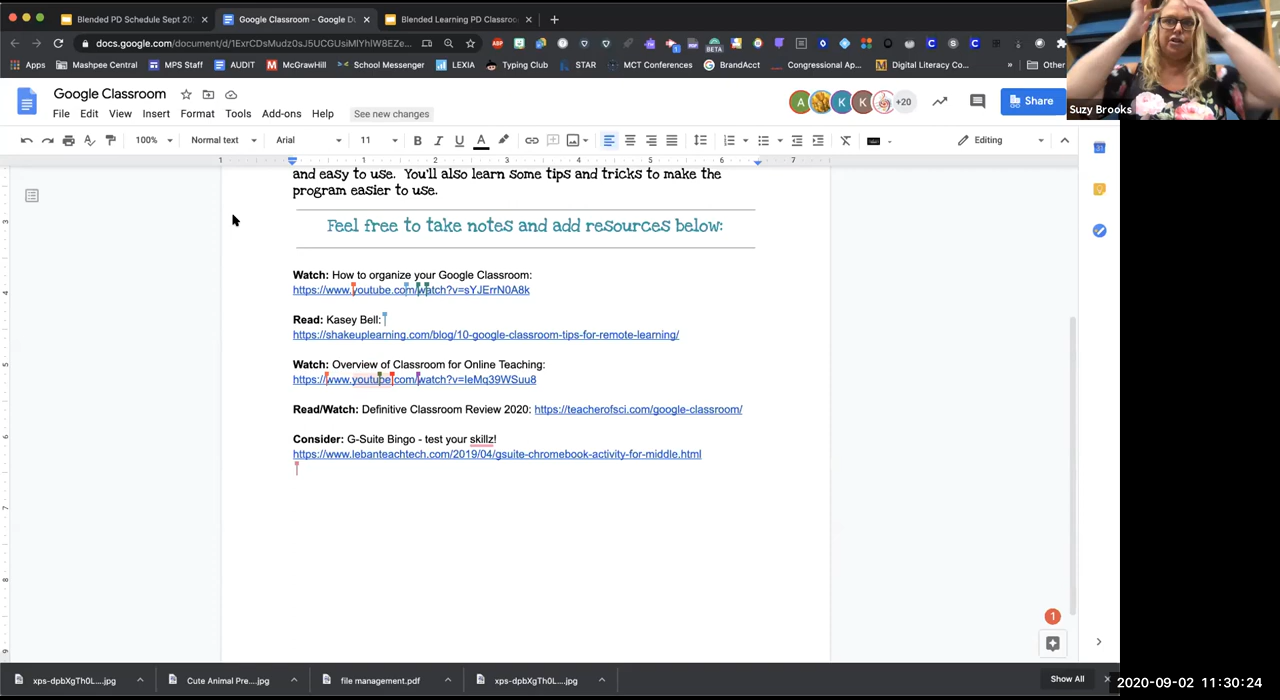 Blended PD Schedule Sept 20
Google Classroom - Google Do
Blended Learning PD Classroo
docs.google.com/document/d/1ExrCDsMudz0sJ5UCGUsiMlYhIW8EZe...
Apps
Mashpee Central
MPS Staff
AUDIT
McGrawHill
School Messenger
LEXIA
Typing Club
STAR
MCT Conferences
BrandAcct
Congressional Ap...
Digital Literacy Co...
»
Other
Google Classroom
File Edit View Insert Format Tools Add-ons Help See new changes
A K K +20
Share
Suzy Brooks
100% Normal text Arial 11 Editing
and easy to use. You'll also learn some tips and tricks to make the
program easier to use.
Feel free to take notes and add resources below:
Watch: How to organize your Google Classroom:
https://www.youtube.com/watch?v=sYJErrN0A8k
Read: Kasey Bell:
https://shakeuplearning.com/blog/10-google-classroom-tips-for-remote-learning/
Watch: Overview of Classroom for Online Teaching:
https://www.youtube.com/watch?v=IeMq39WSuu8
Read/Watch: Definitive Classroom Review 2020: https://teacherofsci.com/google-classroom/
Consider: G-Suite Bingo - test your skillz!
https://www.lebanteachtech.com/2019/04/gsuite-chromebook-activity-for-middle.html
1
xps-dpbXgTh0L....jpg
Cute Animal Pre....jpg
file management.pdf
xps-dpbXgTh0L....jpg
Show All
2020-09-02 11:30:24